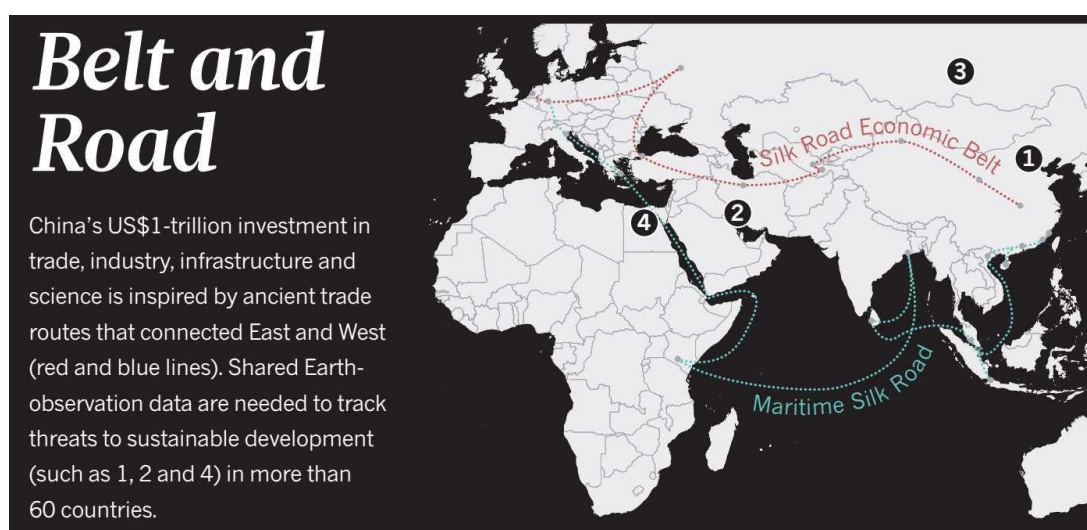 Belt and
Road
China's US$1-trillion investment in
trade, industry, infrastructure and
science is inspired by ancient trade
routes that connected East and West
(red and blue lines). Shared Earth-
observation data are needed to track
threats to sustainable development
(such as 1, 2 and 4) in more than
60 countries.
3
Silk Road Economic Belt
1
2
4
Maritime Silk Road